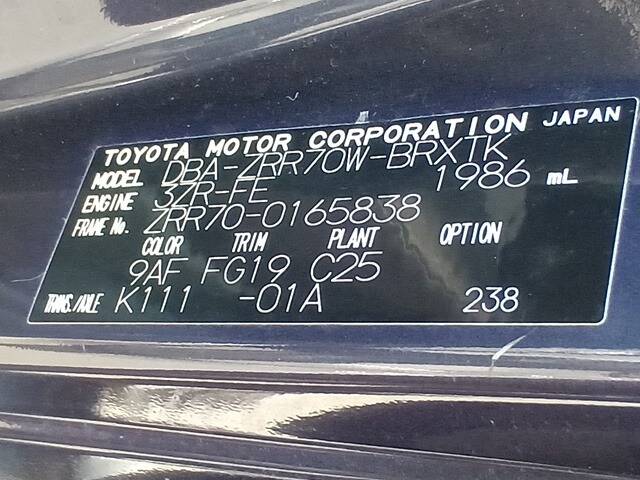 TOYOTA MOTOR CORPORATION JAPAN
MODEL DBA-ZRR70W-BRXTK
ENGINE 3ZR-FE 1986 mL
FRAME No. ZRR70-0165838
COLOR TRIM PLANT OPTION
9AF FG19 C25
TRANS./AXLE K111 -01A 238